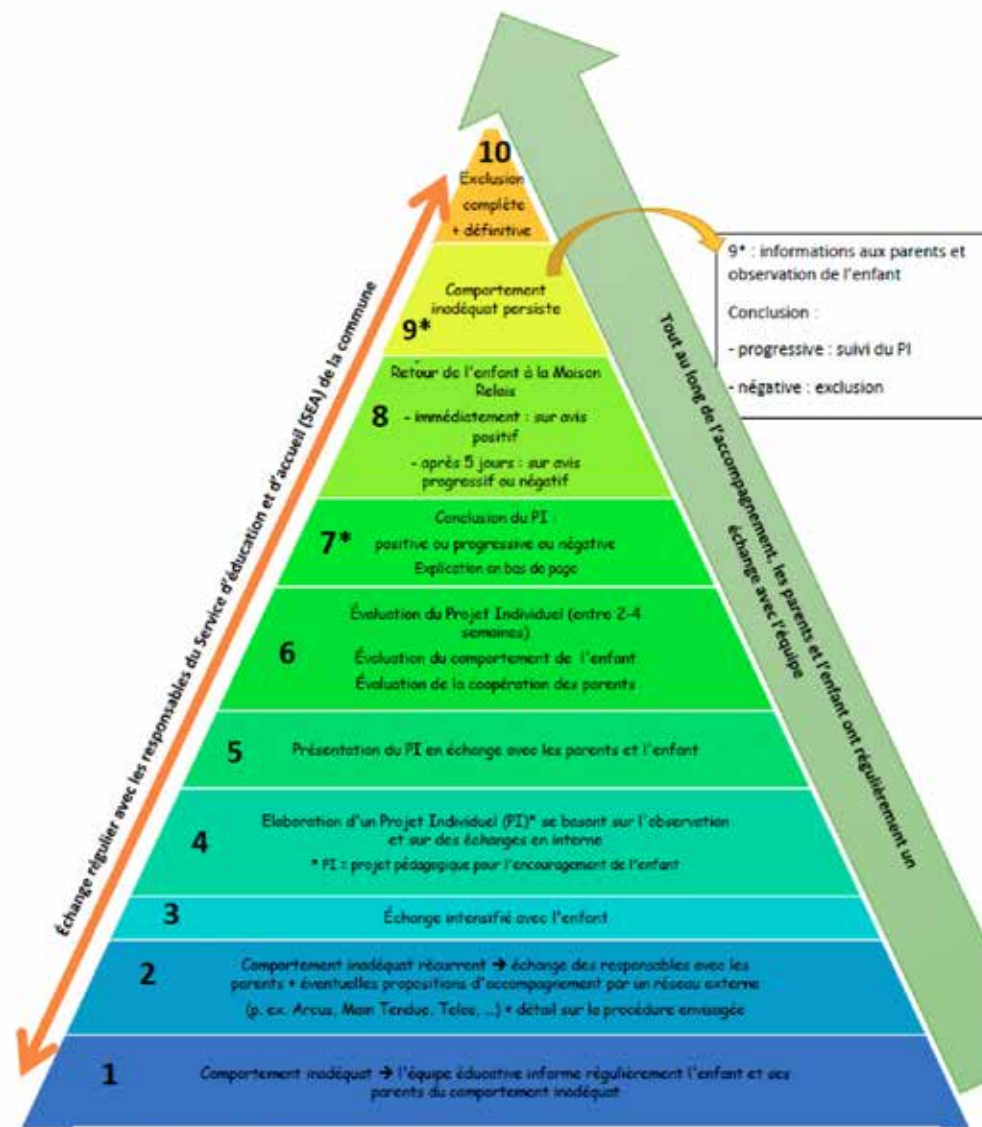 10
Exclusion
complète
+ définitive
9* : informations aux parents et
observation de l'enfant
Conclusion :
- progressive : suivi du PI
- négative : exclusion
Comportement
inadéquat persiste
9*
Retour de l'enfant à la Maison
Relais
8
- immédiatement : sur avis
positif
- après 5 jours : sur avis
progressif ou négatif
Conclusion du PI :
7*
positive ou progressive ou négative
Explication en bas de page
Évaluation du Projet Individuel (entre 2-4
semaines)
6
Évaluation du comportement de l'enfant
Évaluation de la coopération des parents
5
Présentation du PI en échange avec les parents et l'enfant
Elaboration d'un Projet Individuel (PI)* se basant sur l'observation
et sur des échanges en interne
4
* PI = projet pédagogique pour l'encouragement de l'enfant
3
Échange intensifié avec l'enfant
2
Comportement inadéquat récurrent → échange des responsables avec les
parents + éventuelles propositions d'accompagnement par un réseau externe
(p. ex. Arcus, Main Tendue, Telos, ...) + détail sur la procédure envisagée
1
Comportement inadéquat → l'équipe éducative informe régulièrement l'enfant et ses
parents du comportement inadéquat
Échange régulier avec les responsables du Service d'éducation et d'accueil (SEA) de la commune
Tout au long de l'accompagnement, les parents et l'enfant ont régulièrement un
échange avec l'équipe